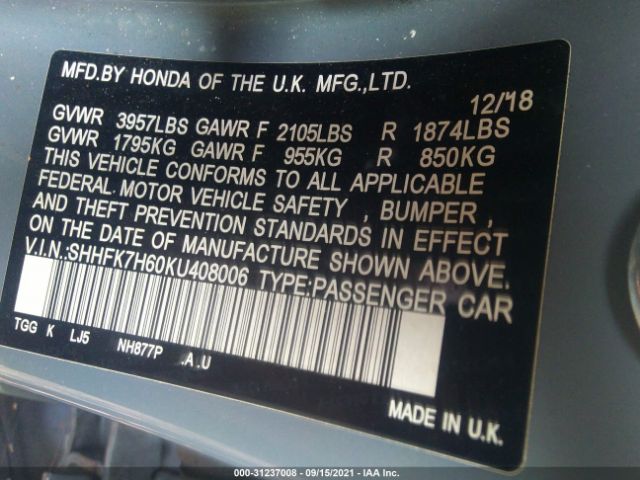 MFD.BY HONDA OF THE U.K. MFG.,LTD.
12/'18
GVWR 3957LBS GAWR F 2105LBS R 1874LBS
GVWR 1795KG GAWR F 955KG R 850KG
THIS VEHICLE CONFORMS TO ALL APPLICABLE
FEDERAL MOTOR VEHICLE SAFETY , BUMPER ,
AND THEFT PREVENTION STANDARDS IN EFFECT
ON THE DATE OF MANUFACTURE SHOWN ABOVE.
V.I.N.:SHHFK7H60KU408006 TYPE:PASSENGER CAR
TGG K LJ5 NH877P .A.U
MADE IN U.K.
000-31237008 - 09/15/2021 - IAA Inc.